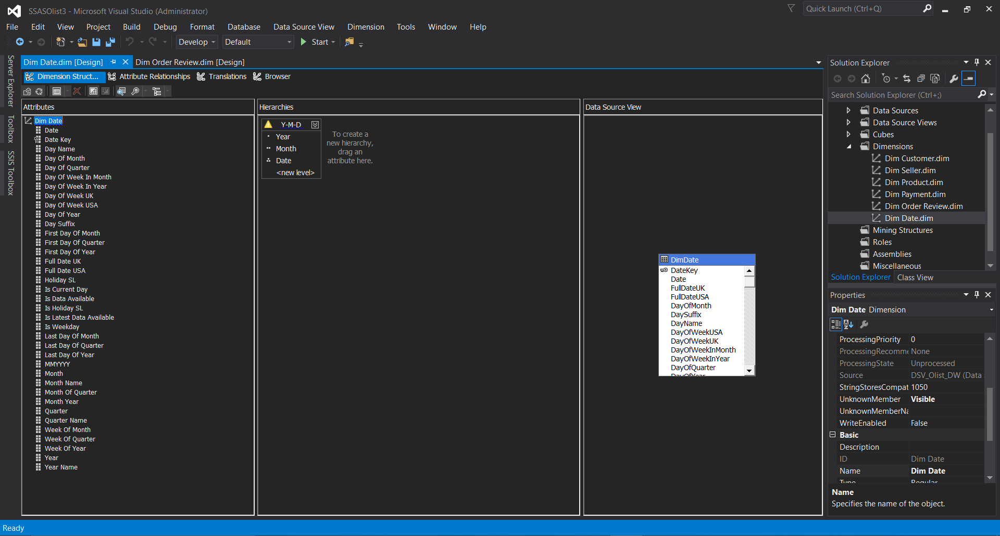 SSASOlist3 - Microsoft Visual Studio (Administrator)
Quick Launch (Ctrl+Q)
File Edit View Project Build Debug Format Database Data Source View Dimension Tools Window Help
Develop Default Start
Server Explorer
Toolbox
SSIS Toolbox
Dim Date.dim [Design] Dim Order Review.dim [Design]
Dimension Struct... Attribute Relationships Translations Browser
Attributes
Dim Date
Date
Date Key
Day Name
Day Of Month
Day Of Quarter
Day Of Week In Month
Day Of Week In Year
Day Of Week UK
Day Of Week USA
Day Of Year
Day Suffix
First Day Of Month
First Day Of Quarter
First Day Of Year
Full Date UK
Full Date USA
Holiday SL
Is Current Day
Is Data Available
Is Holiday SL
Is Latest Data Available
Is Weekday
Last Day Of Month
Last Day Of Quarter
Last Day Of Year
MMYYYY
Month
Month Name
Month Of Quarter
Month Year
Quarter
Quarter Name
Week Of Month
Week Of Quarter
Week Of Year
Year
Year Name
Hierarchies
Y-M-D
Year
Month
Date
<new level>
To create a
new hierarchy,
drag an
attribute here.
Data Source View
DimDate
DateKey
Date
FullDateUK
FullDateUSA
DayOfMonth
DaySuffix
DayName
DayOfWeekUSA
DayOfWeekUK
DayOfWeekInMonth
DayOfWeekInYear
DayOfQuarter
DayOfYear
Solution Explorer
Search Solution Explorer (Ctrl+;)
Data Sources
Data Source Views
Cubes
Dimensions
Dim Customer.dim
Dim Seller.dim
Dim Product.dim
Dim Payment.dim
Dim Order Review.dim
Dim Date.dim
Mining Structures
Roles
Assemblies
Miscellaneous
Solution Explorer Class View
Properties
Dim Date Dimension
ProcessingPriority 0
ProcessingRecomme None
ProcessingState Unprocessed
Source DSV_Olist_DW (Data
StringStoresCompat 1050
UnknownMember Visible
UnknownMemberNa
WriteEnabled False
Basic
Description
ID Dim Date
Name Dim Date
Type Regular
Name
Specifies the name of the object.
Ready